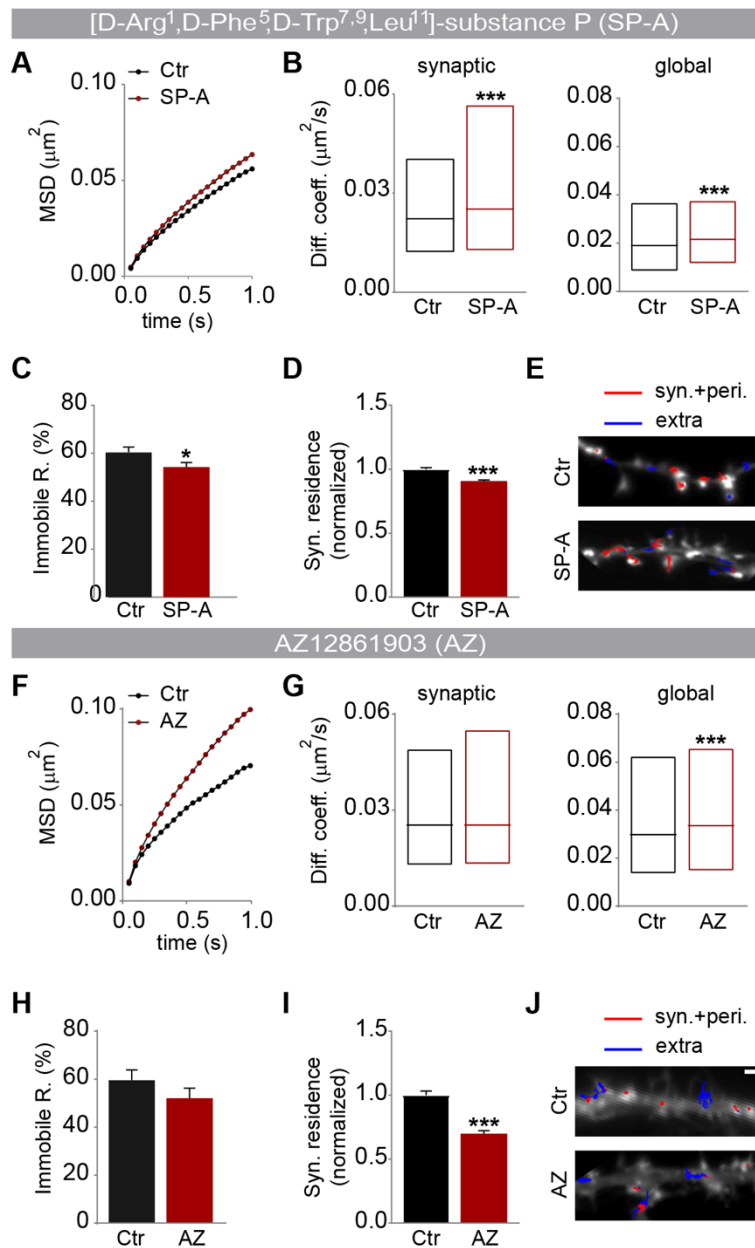 [D-Arg¹,D-Phe⁵,D-Trp⁷,⁹,Leu¹¹]-substance P (SP-A)
A
Ctr
SP-A
MSD (μm²)
0.10
0.05
0.00
0.0
0.5
1.0
time (s)
B
synaptic
global
Diff. coeff. (μm²/s)
0.06
0.03
0.00
***
Ctr
SP-A
0.08
0.06
0.04
0.02
0.00
***
Ctr
SP-A
C
Immobile R. (%)
80
60
40
20
0
*
Ctr
SP-A
D
Syn. residence
(normalized)
1.5
1.0
0.5
0.0
***
Ctr
SP-A
E
syn.+peri.
extra
Ctr
SP-A
AZ12861903 (AZ)
F
Ctr
AZ
MSD (μm²)
0.10
0.05
0.00
0.0
0.5
1.0
time (s)
G
synaptic
global
Diff. coeff. (μm²/s)
0.06
0.03
0.00
Ctr
AZ
0.08
0.06
0.04
0.02
0.00
***
Ctr
AZ
H
Immobile R. (%)
80
60
40
20
0
Ctr
AZ
I
Syn. residence
(normalized)
1.5
1.0
0.5
0.0
***
Ctr
AZ
J
syn.+peri.
extra
Ctr
AZ